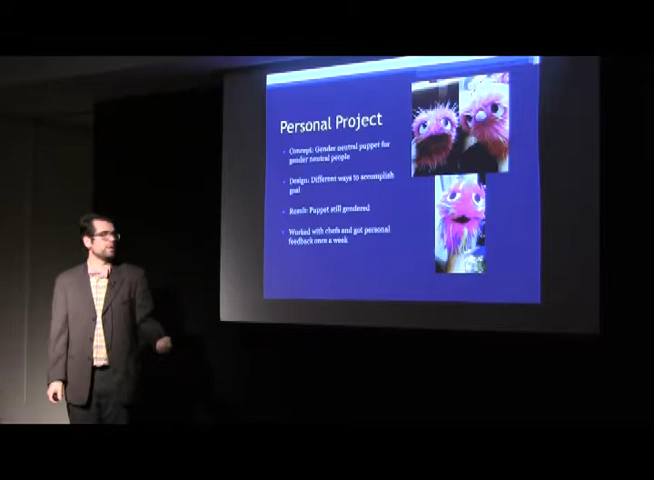 Personal Project
Concept: Gender neutral puppet for
gender neutral people
Design: Different ways to accomplish
goal
Result: Puppet still gendered
Worked with chefs and got personal
feedback once a week